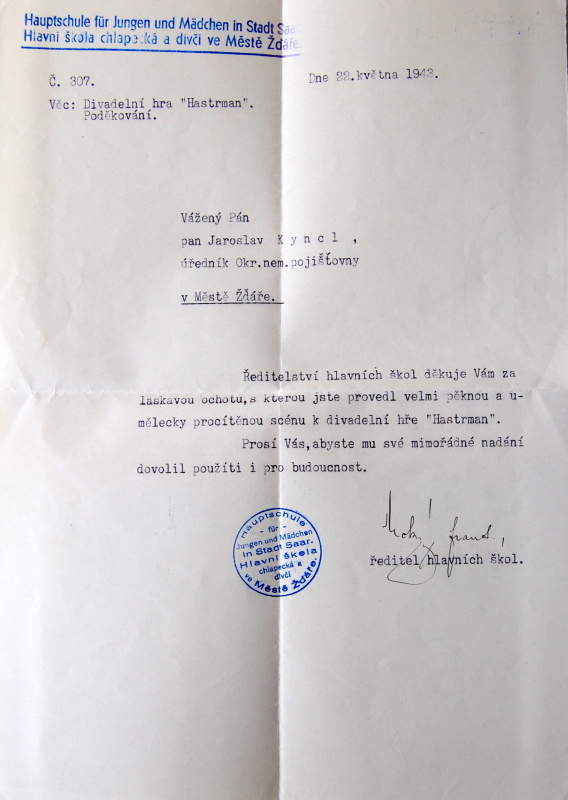 Hauptschule für Jungen und Mädchen in Stadt Saar.
Hlavní škola chlapecká a dívčí ve Městě Žďáře.
Č. 307.
Dne 22.května 1943.
Věc: Divadelní hra "Hastrman".
Poděkování.
Vážený Pán
pan Jaroslav K y n c l ,
úředník Okr.nem.pojišťovny
v Městě Žďáře.
Ředitelství hlavních škol děkuje Vám za
laskavou ochotu,s kterou jste provedl velmi pěknou a u-
mělecky procítěnou scénu k divadelní hře "Hastrman".
Prosí Vás,abyste mu své mimořádné nadání
dovolil použíti i pro budoucnost.
Hauptschule
- für -
Jungen und Mädchen
in Stadt Saar.
Hlavní škola
chlapecká a
dívčí
ve Městě Žďáře.
ředitel hlavních škol.